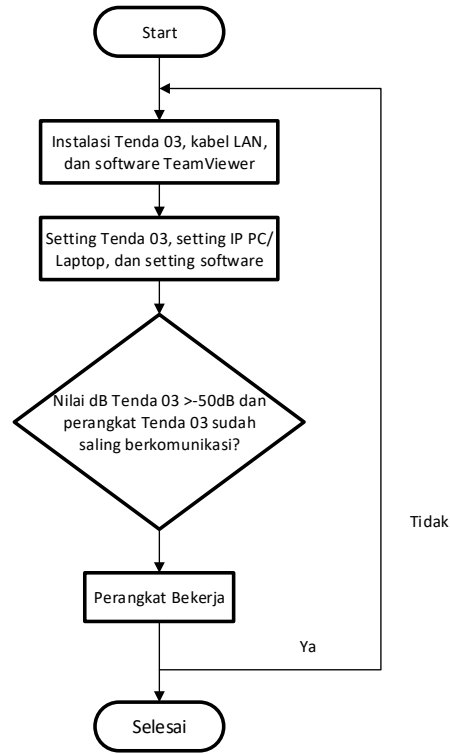 Start
Instalasi Tenda 03, kabel LAN,
dan software TeamViewer
Setting Tenda 03, setting IP PC/
Laptop, dan setting software
Nilai dB Tenda 03 >-50dB dan
perangkat Tenda 03 sudah
saling berkomunikasi?
Tidak
Perangkat Bekerja
Ya
Selesai